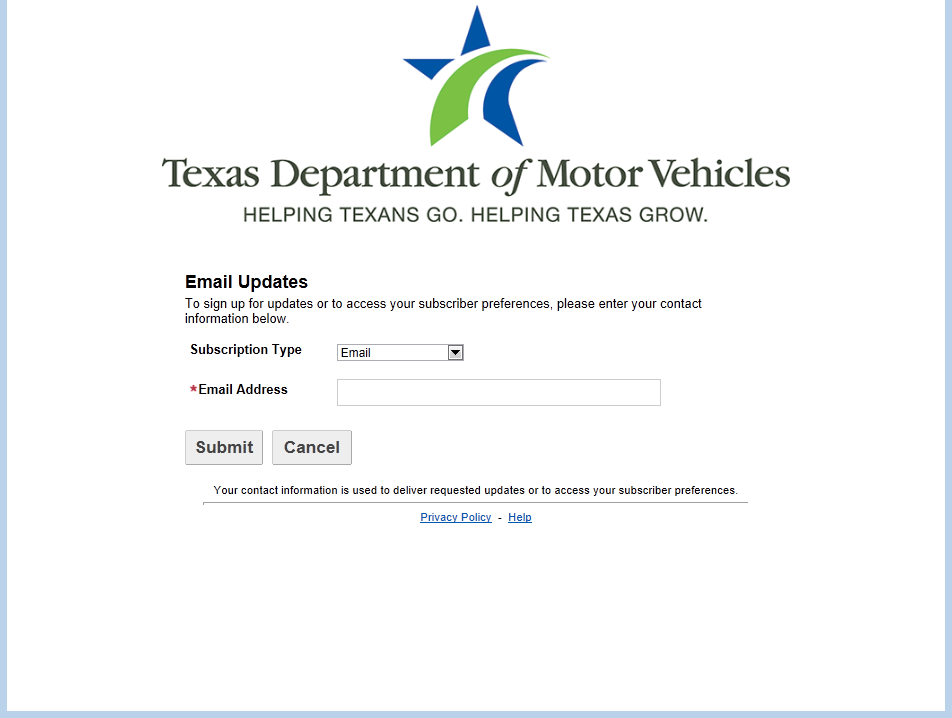 Texas Department of Motor Vehicles
HELPING TEXANS GO. HELPING TEXAS GROW.
Email Updates
To sign up for updates or to access your subscriber preferences, please enter your contact
information below.
Subscription Type
Email
*Email Address
Submit Cancel
Your contact information is used to deliver requested updates or to access your subscriber preferences.
Privacy Policy - Help